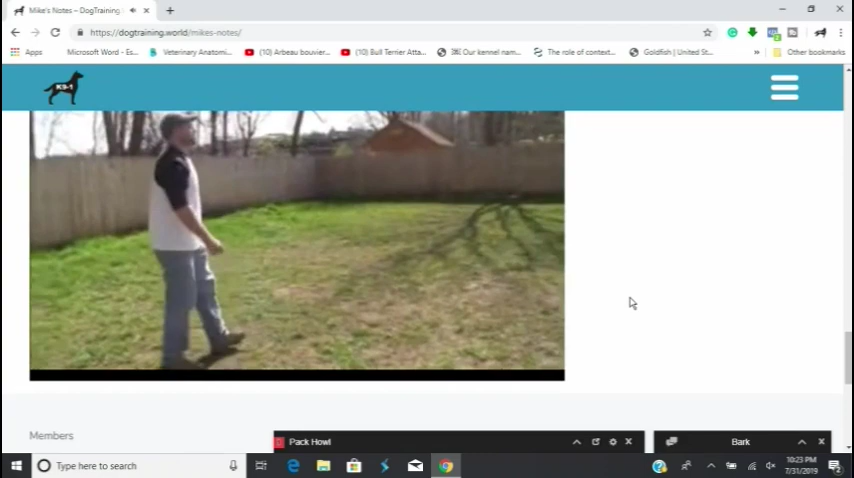 Mike's Notes – DogTraining
https://dogtraining.world/mikes-notes/
Apps
Microsoft Word - Es...
Veterinary Anatomi...
(10) Arbeau bouvier...
(10) Bull Terrier Atta...
Our kennel nam...
The role of context...
Goldfish | United St...
»
Other bookmarks
K9-1
Members
Pack Howl
Bark
Type here to search
10:23 PM
7/31/2019